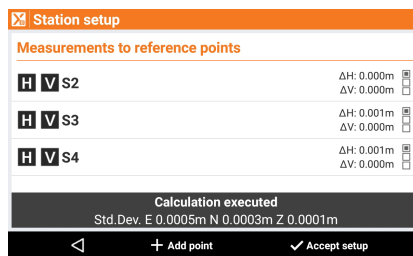 Station setup
Measurements to reference points
H V S2
ΔH: 0.000m
ΔV: 0.000m
H V S3
ΔH: 0.001m
ΔV: 0.000m
H V S4
ΔH: 0.001m
ΔV: 0.000m
Calculation executed
Std.Dev. E 0.0005m N 0.0003m Z 0.0001m
Add point
Accept setup